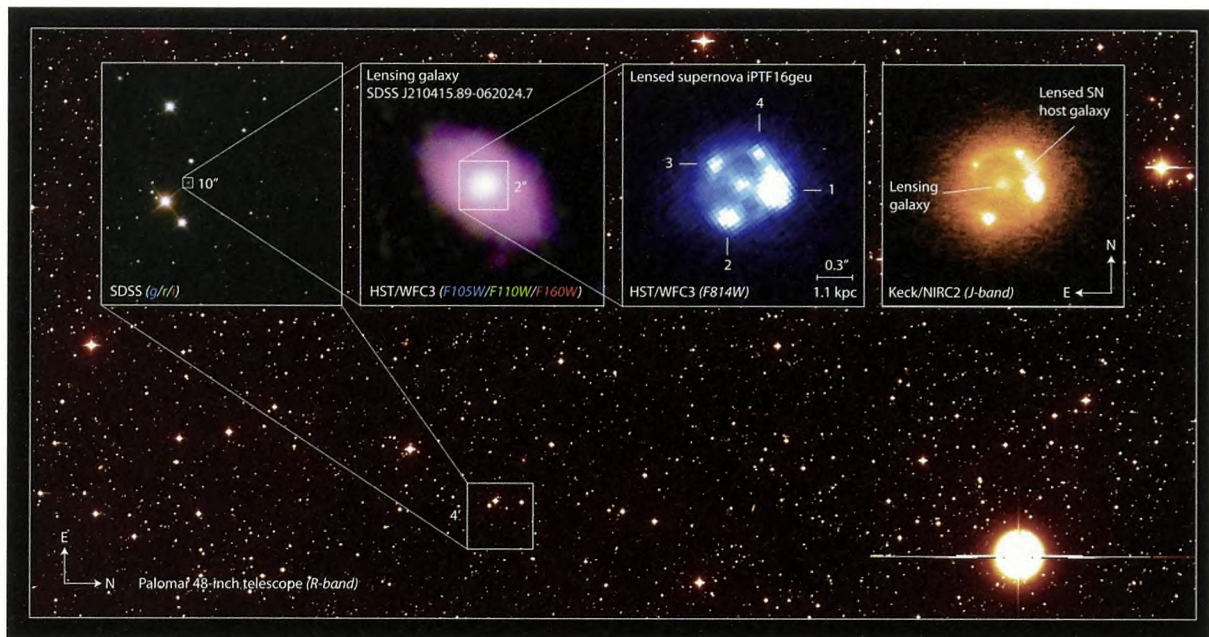 10"
SDSS (g/r/i)
Lensing galaxy
SDSS J210415.89-062024.7
2"
HST/WFC3 (F105W/F110W/F160W)
Lensed supernova iPTF16geu
4
3
1
2
0.3"
1.1 kpc
HST/WFC3 (F814W)
Lensed SN
host galaxy
Lensing
galaxy
N
E
Keck/NIRC2 (J-band)
4'
E
N
Palomar 48-inch telescope (R-band)